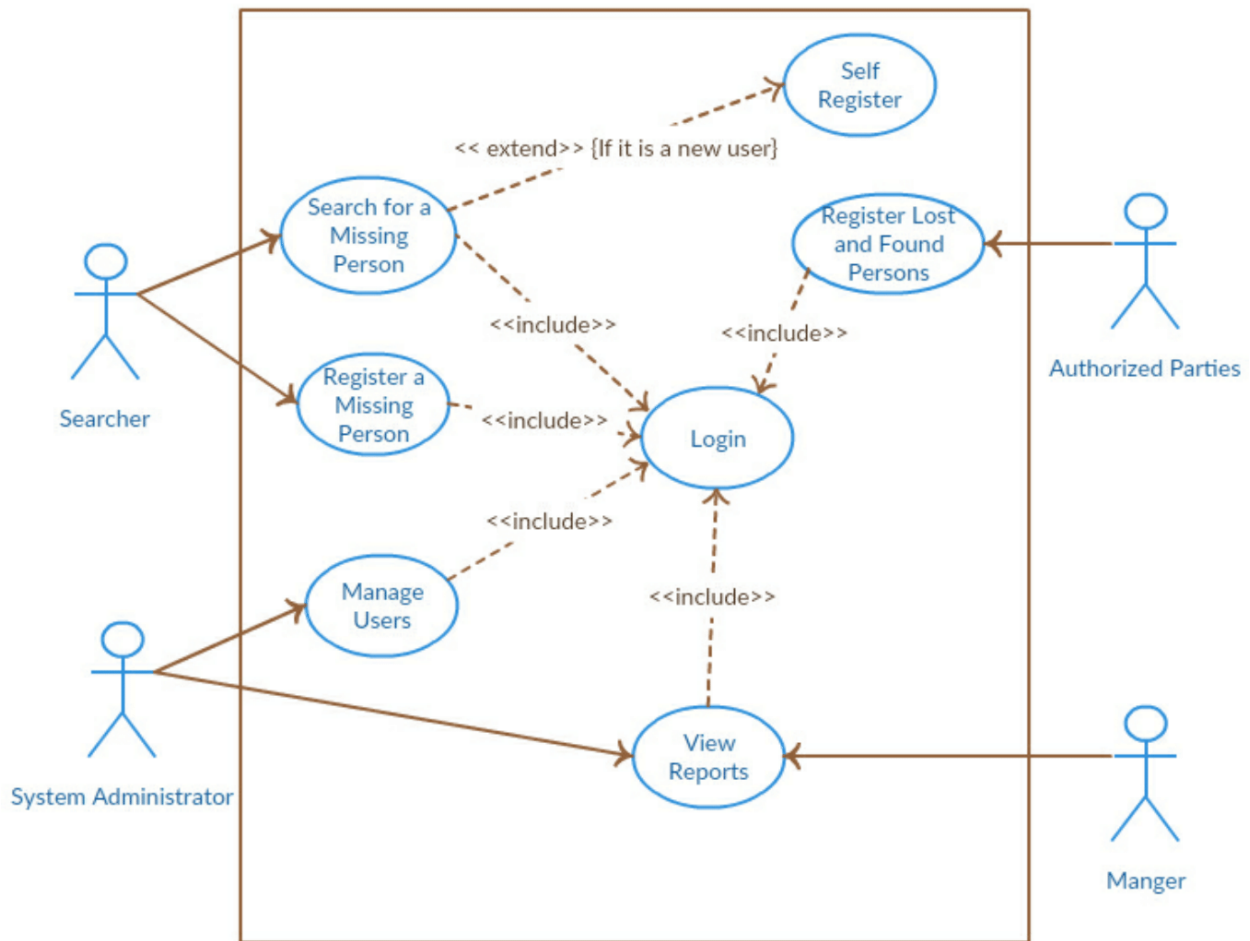 Self
Register
<< extend>> {If it is a new user}
Search for a
Missing
Person
Register Lost
and Found
Persons
<<include>>
<<include>>
Authorized Parties
Searcher
Register a
Missing
Person
<<include>>
Login
<<include>>
Manage
Users
<<include>>
System Administrator
View
Reports
Manger